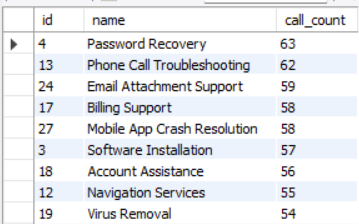 id name call_count
4 Password Recovery 63
13 Phone Call Troubleshooting 62
24 Email Attachment Support 59
17 Billing Support 58
27 Mobile App Crash Resolution 58
3 Software Installation 57
18 Account Assistance 56
12 Navigation Services 55
19 Virus Removal 54